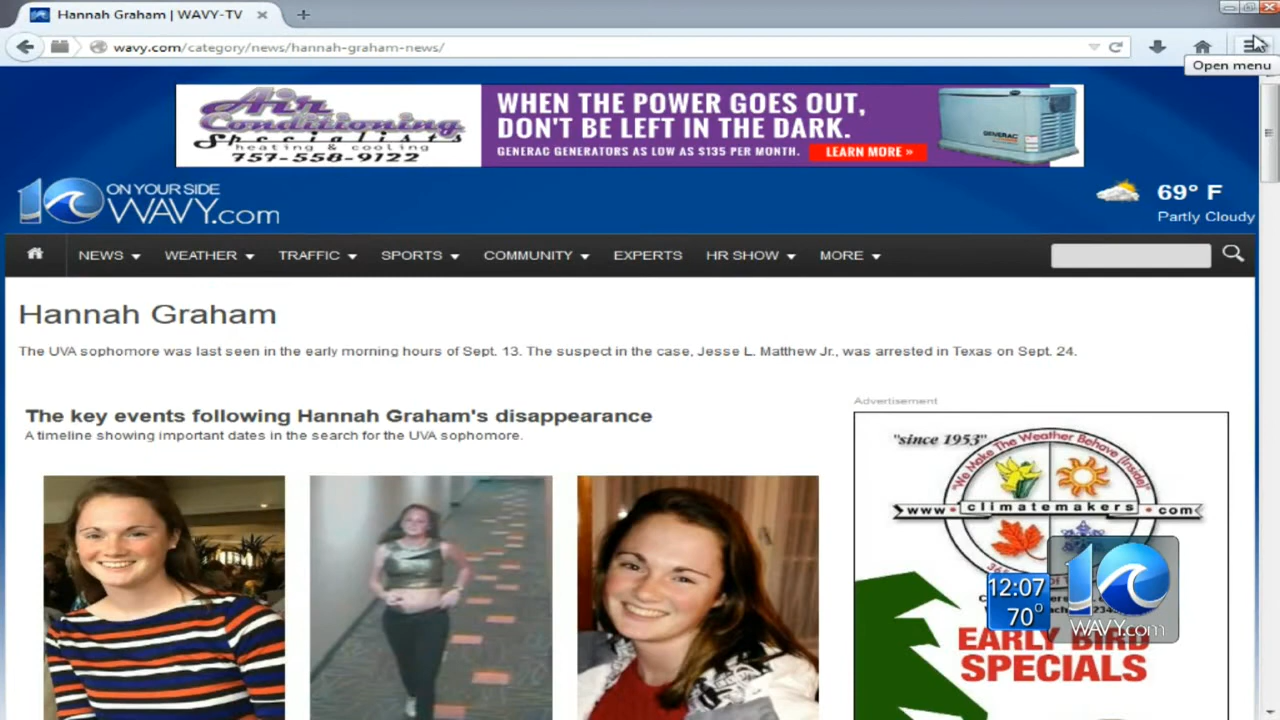 Hannah Graham | WAVY-TV
wavy.com/category/news/hannah-graham-news/
Open menu
Air
Conditioning
Specialists
heating & cooling
757-558-9122
WHEN THE POWER GOES OUT,
DON'T BE LEFT IN THE DARK.
GENERAC GENERATORS AS LOW AS $135 PER MONTH.
LEARN MORE »
GENERAC
10 ON YOUR SIDE
WAVY.com
69° F
Partly Cloudy
NEWS WEATHER TRAFFIC SPORTS COMMUNITY EXPERTS HR SHOW MORE
Hannah Graham
The UVA sophomore was last seen in the early morning hours of Sept. 13. The suspect in the case, Jesse L. Matthew Jr., was arrested in Texas on Sept. 24.
The key events following Hannah Graham's disappearance
A timeline showing important dates in the search for the UVA sophomore.
Advertisement
"since 1953"
"We Make The Weather Behave (Inside)"
www.climatemakers.com
12:07
70°
10
WAVY.com
EARLY BIRD
SPECIALS